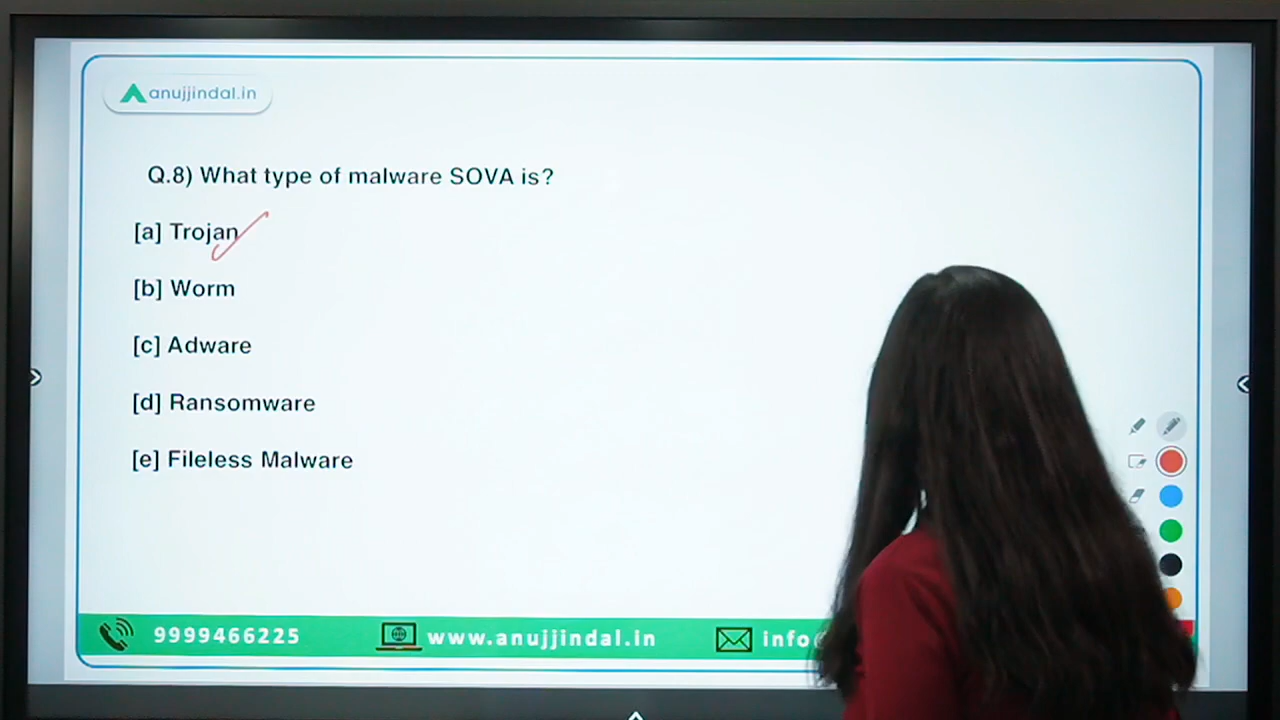 anujjindal.in
Q.8) What type of malware SOVA is?
[a] Trojan
[b] Worm
[c] Adware
[d] Ransomware
[e] Fileless Malware
9999466225 www.anujjindal.in info@